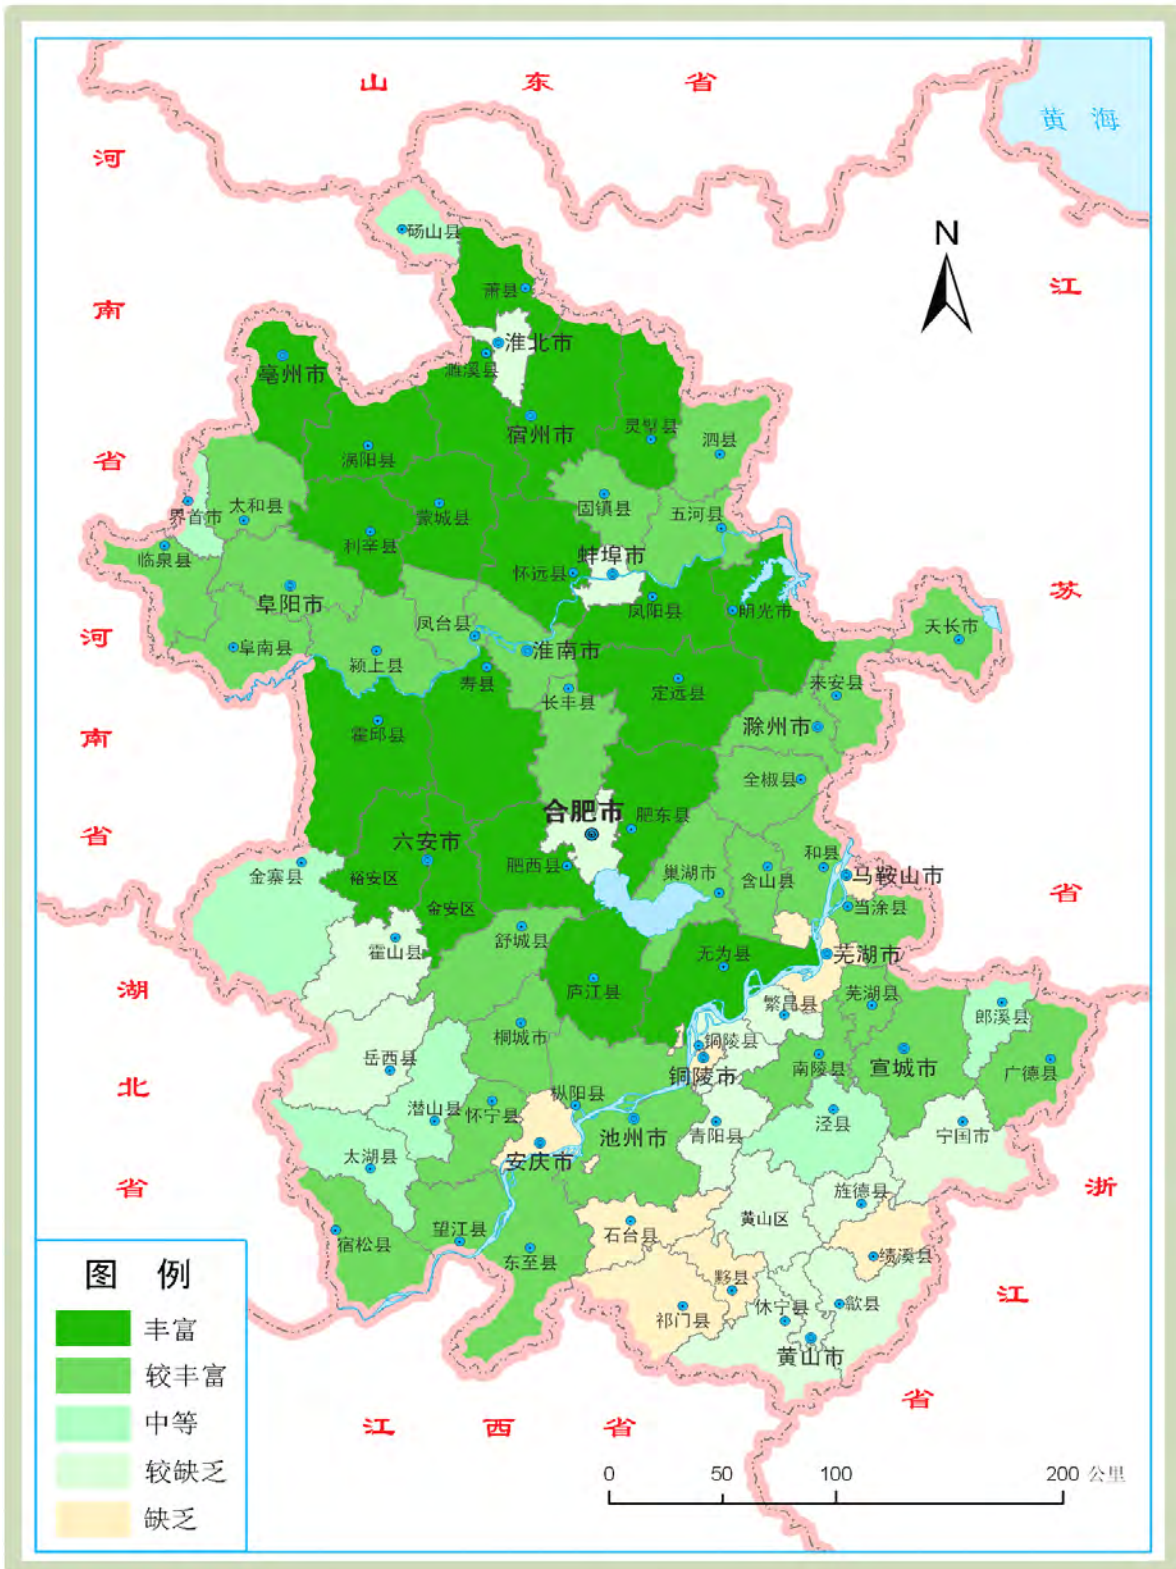 山东省
黄海
河南省
江苏省
N
砀山县
萧县
淮北市
濉溪县
亳州市
宿州市
灵璧县
泗县
涡阳县
太和县
界首市
固镇县
五河县
蒙城县
利辛县
临泉县
怀远县
蚌埠市
阜阳市
凤阳县
明光市
天长市
河南省
凤台县
阜南县
颍上县
淮南市
寿县
长丰县
定远县
来安县
霍邱县
滁州市
全椒县
合肥市
肥东县
六安市
肥西县
金寨县
裕安区
金安区
巢湖市
含山县
和县
马鞍山市
当涂县
舒城县
霍山县
无为县
芜湖市
湖北省
庐江县
繁昌县
芜湖县
郎溪县
桐城市
铜陵县
岳西县
铜陵市
南陵县
宣城市
广德县
枞阳县
潜山县
怀宁县
池州市
青阳县
泾县
宁国市
安庆市
太湖县
浙江省
旌德县
黄山区
石台县
宿松县
望江县
东至县
绩溪县
黟县
祁门县
休宁县
歙县
黄山市
江西省
图例
丰富
较丰富
中等
较缺乏
缺乏
0 50 100 200 公里